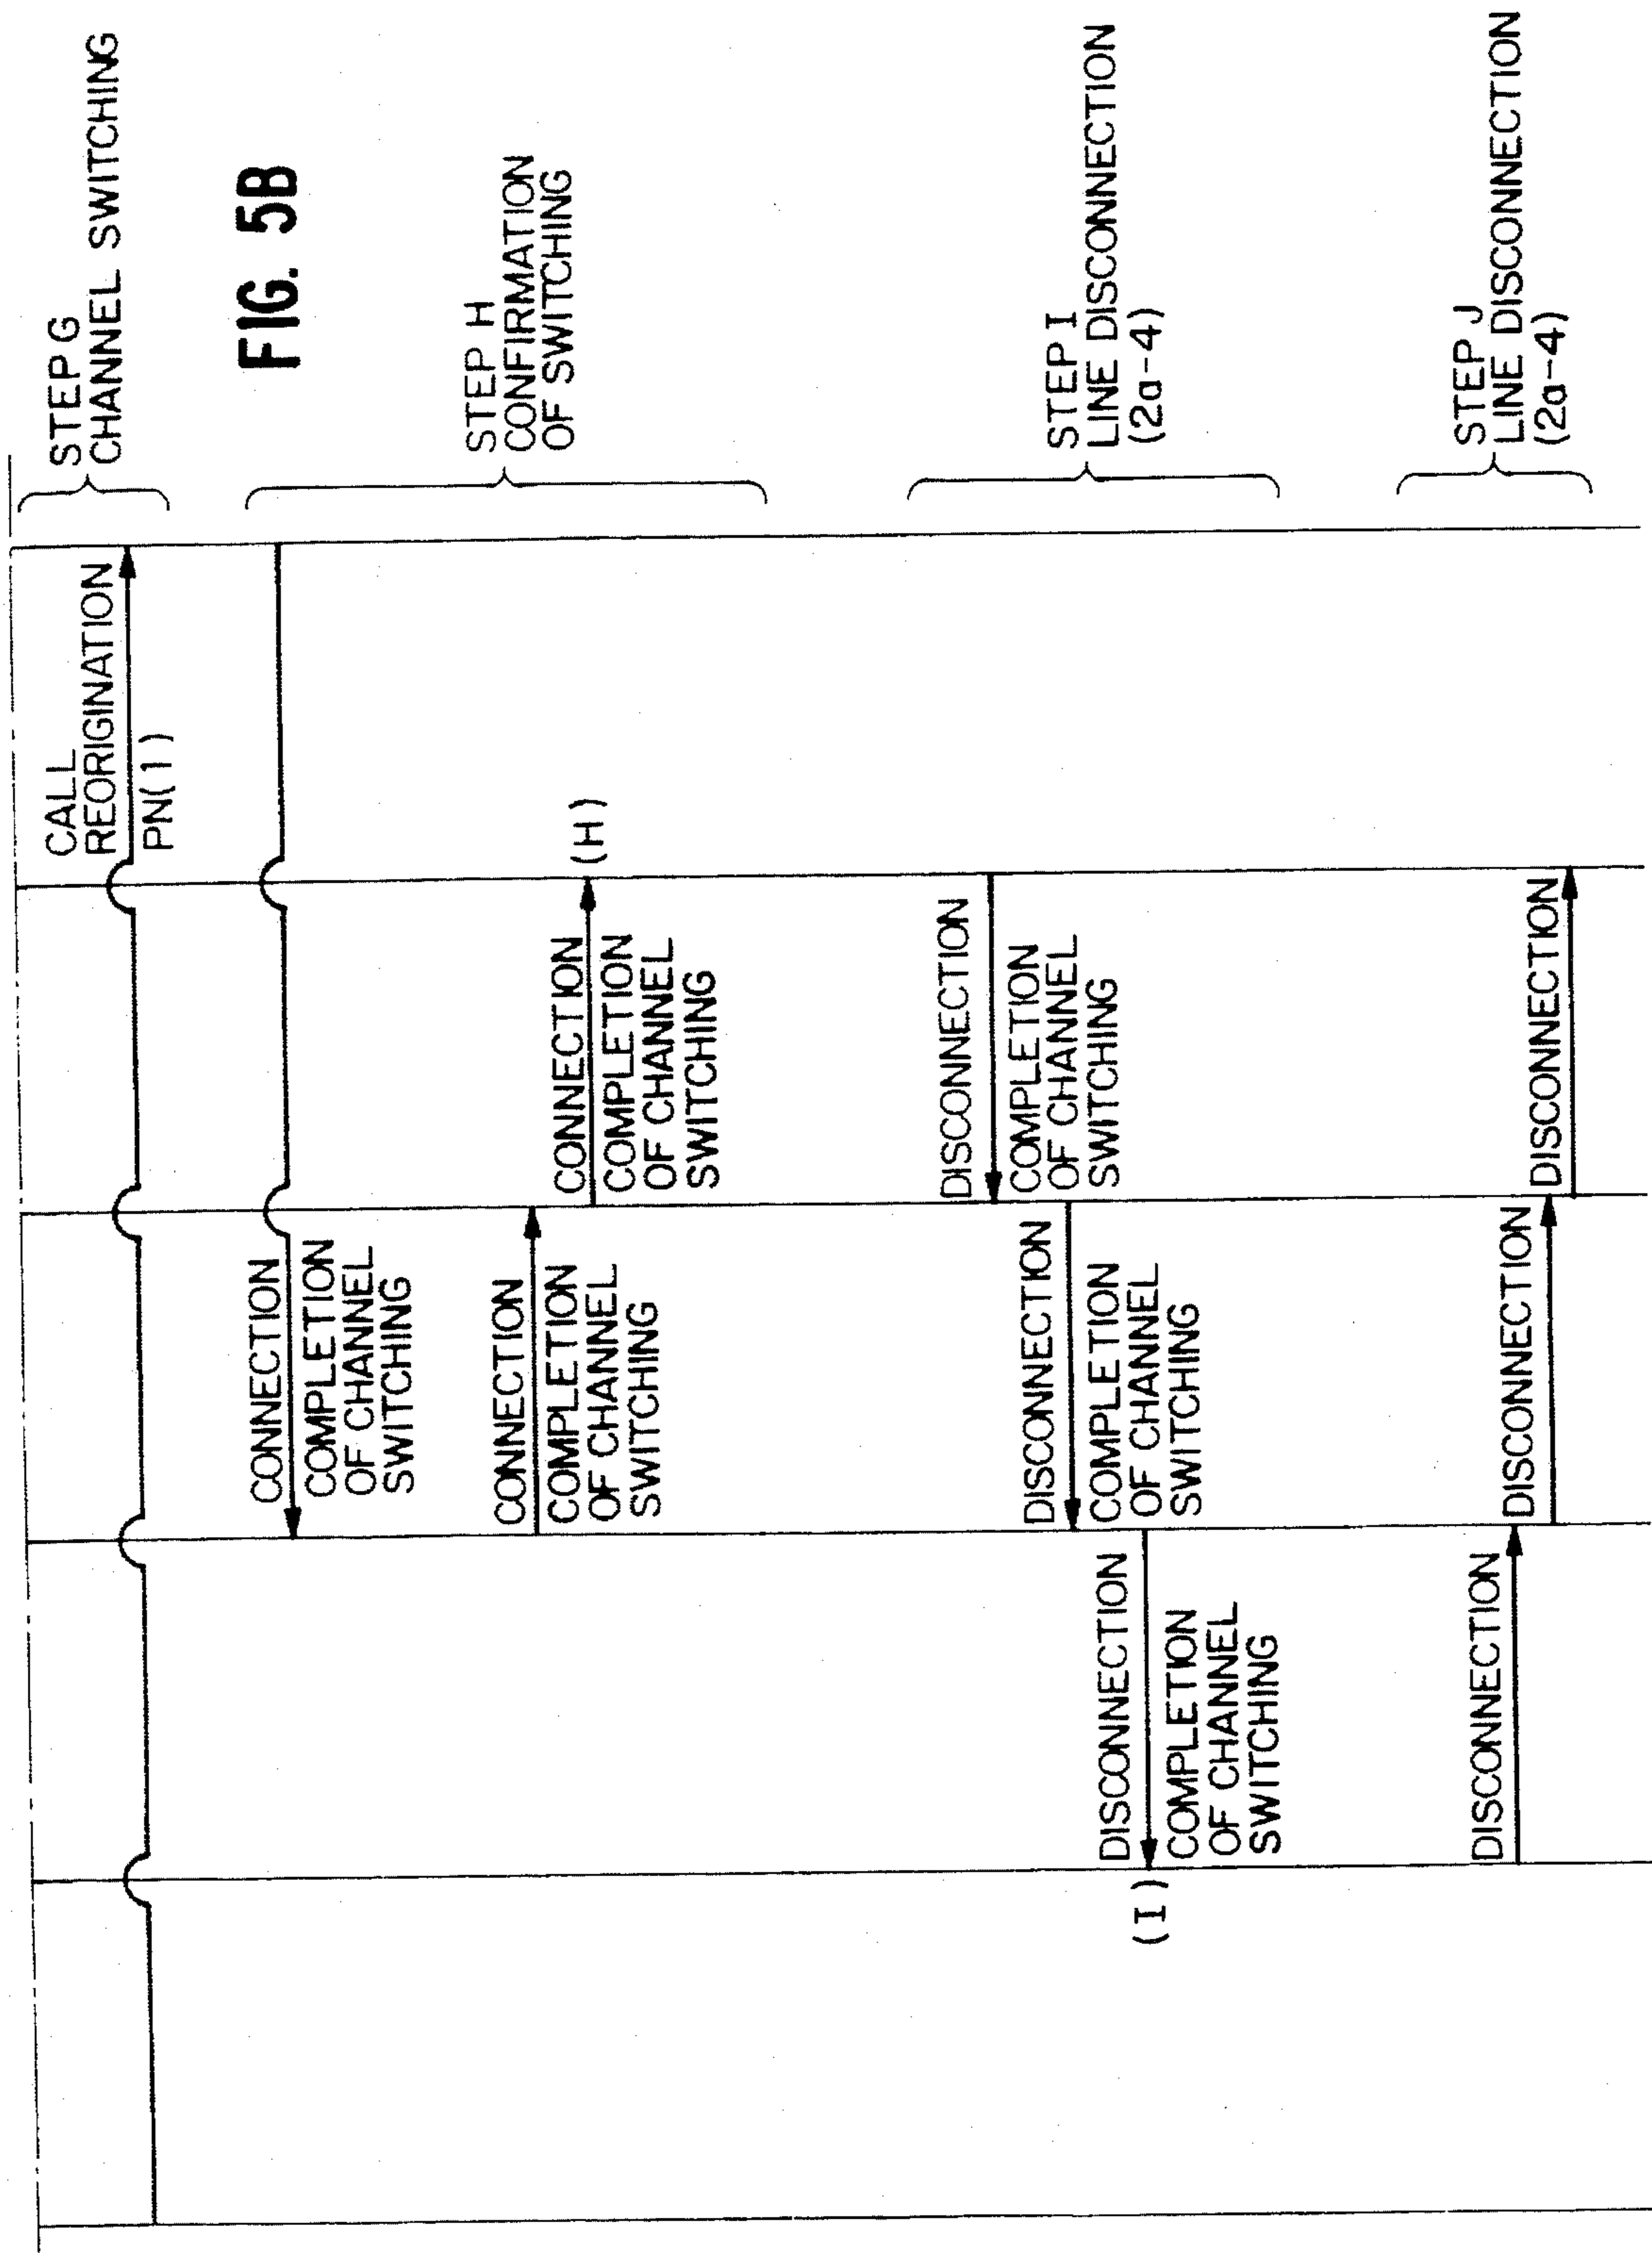 CALL
REORIGINATION
PN(1)
STEP G
CHANNEL SWITCHING
FIG. 5B
CONNECTION
COMPLETION
OF CHANNEL
SWITCHING
CONNECTION
COMPLETION
OF CHANNEL
SWITCHING
CONNECTION
COMPLETION
OF CHANNEL
SWITCHING
(H)
STEP H
CONFIRMATION
OF SWITCHING
DISCONNECTION
COMPLETION
OF CHANNEL
SWITCHING
DISCONNECTION
COMPLETION
OF CHANNEL
SWITCHING
DISCONNECTION
COMPLETION
OF CHANNEL
SWITCHING
(I)
STEP I
LINE DISCONNECTION
(2a-4)
DISCONNECTION
DISCONNECTION
DISCONNECTION
STEP J
LINE DISCONNECTION
(2a-4)